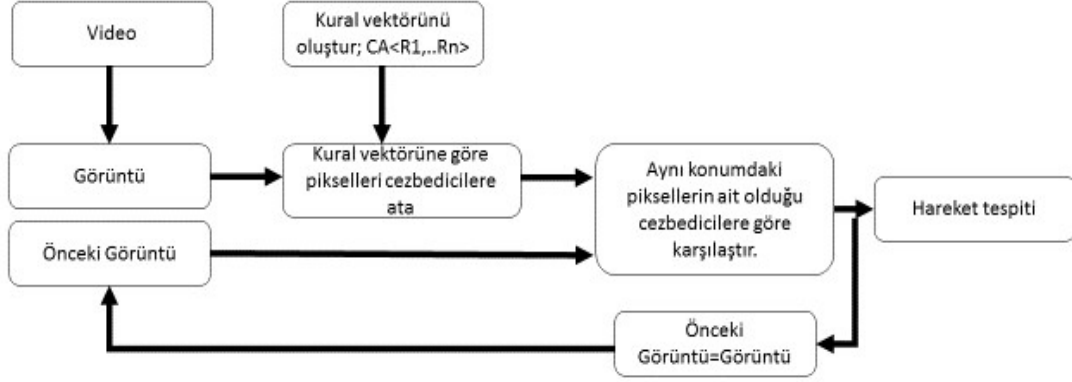 Video
Kural vektörünü
oluştur; CA<R1,..Rn>
Görüntü
Kural vektörüne göre
pikselleri cezbedicilere
ata
Aynı konumdaki
piksellerin ait olduğu
cezbedicilere göre
karşılaştır.
Hareket tespiti
Önceki Görüntü
Önceki
Görüntü=Görüntü